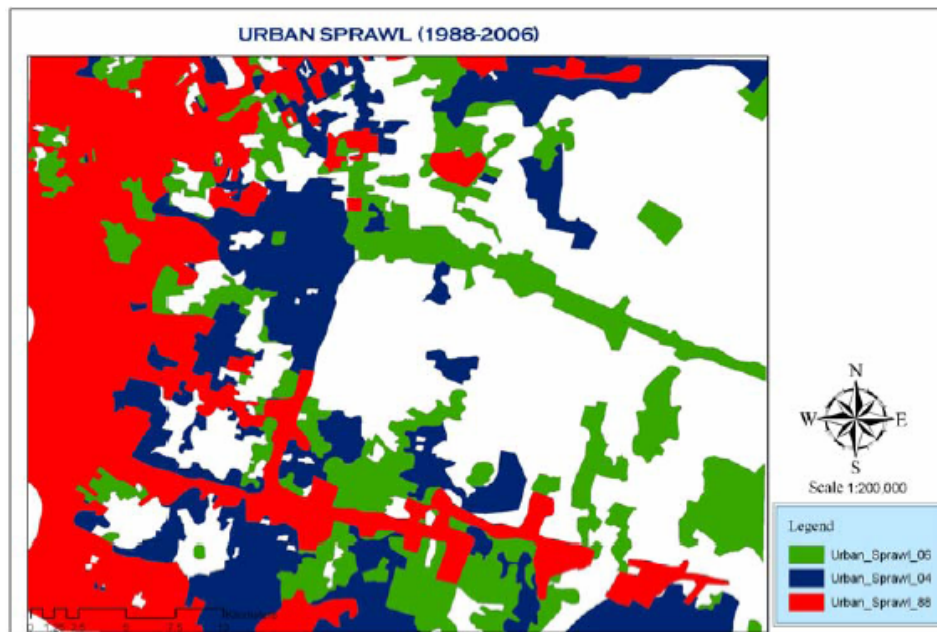 URBAN SPRAWL (1988-2006)
N
W E
S
Scale 1:200,000
Legend
Urban_Sprawl_06
Urban_Sprawl_04
Urban_Sprawl_88